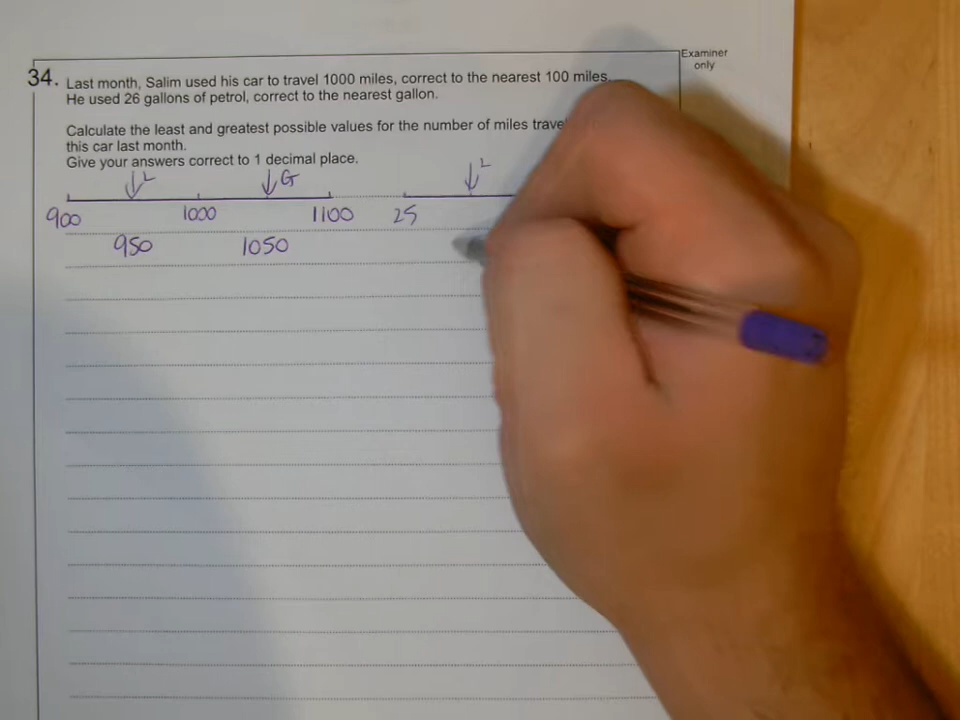 Examiner
only
34. Last month, Salim used his car to travel 1000 miles, correct to the nearest 100 miles.
He used 26 gallons of petrol, correct to the nearest gallon.
Calculate the least and greatest possible values for the number of miles
this car last month.
Give your answers correct to 1 decimal place.
L G L
900 1000 1100 25
950 1050